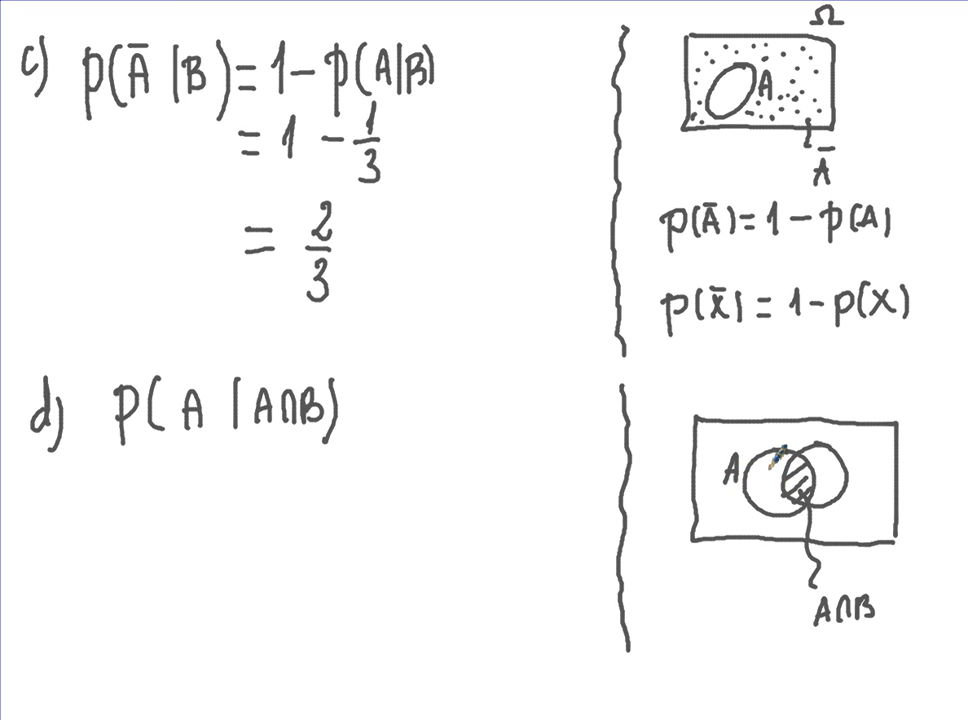 c) p(Ā |B) = 1 - p(A|B)
= 1 - 1/3
= 2/3
Ω
A
Ā
p(Ā) = 1 - p(A)
p(X̄) = 1 - p(X)
d) P( A | A∩B)
A
A∩B